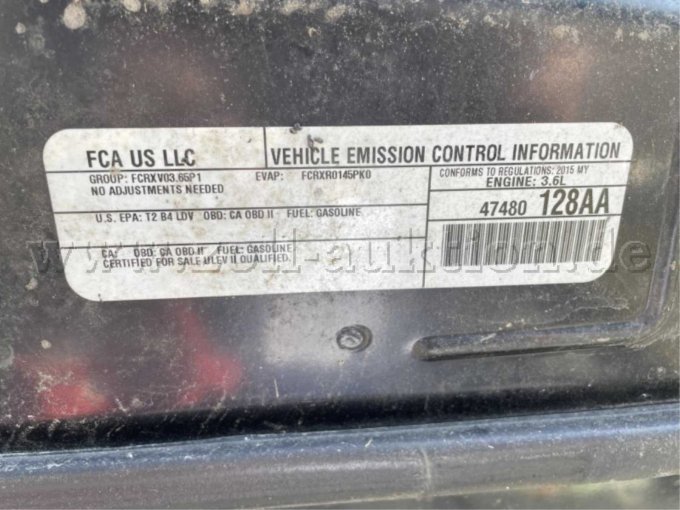 FCA US LLC
VEHICLE EMISSION CONTROL INFORMATION
GROUP: FCRXV03.65P1
EVAP: FCRXR0145PK0
CONFORMS TO REGULATIONS: 2015 MY
NO ADJUSTMENTS NEEDED
ENGINE: 3.6L
U.S. EPA: T2 B4 LDV OBD: CA OBD II FUEL: GASOLINE
47480 128AA
CA: OBD: CA OBD II FUEL: GASOLINE
CERTIFIED FOR SALE ULEV II QUALIFIED.
www.zoll-auktion.de